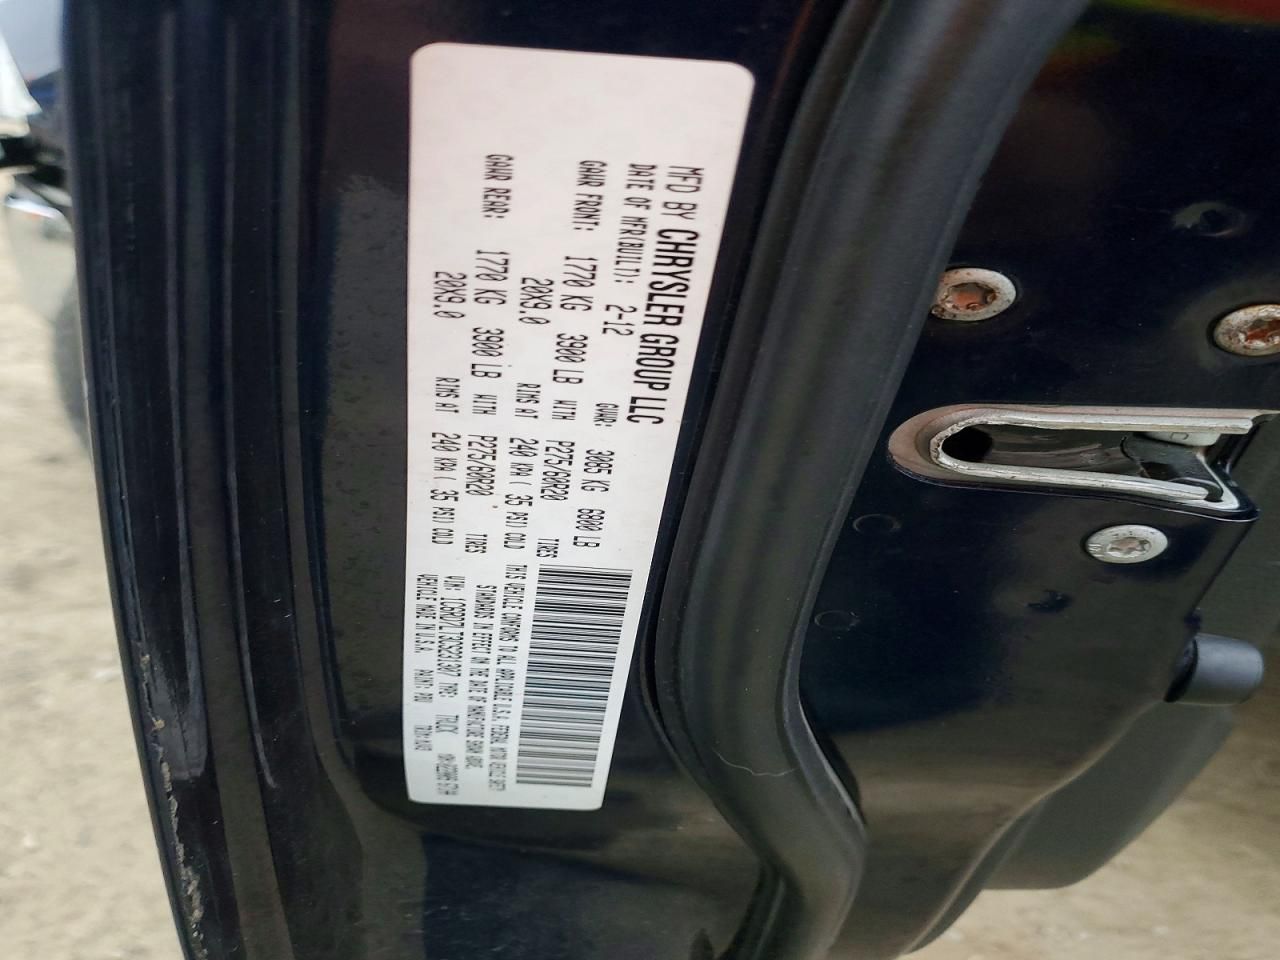 MFD BY CHRYSLER GROUP LLC
DATE OF MFR(BUILT): 2-12 GVWR: 3085 KG 6800 LB
GAWR FRONT: 1770 KG 3900 LB WITH P275/60R20 TIRES
20X9.0 RIMS AT 240 KPA ( 35 PSI) COLD
GAWR REAR: 1770 KG 3900 LB WITH P275/60R20 TIRES
20X9.0 RIMS AT 240 KPA ( 35 PSI) COLD
THIS VEHICLE CONFORMS TO ALL APPLICABLE U.S.A. FEDERAL MOTOR VEHICLE SAFETY
STANDARDS IN EFFECT ON THE DATE OF MANUFACTURE SHOWN ABOVE.
VIN: TYPE: TRUCK
VEHICLE MADE IN U.S.A. PAINT: